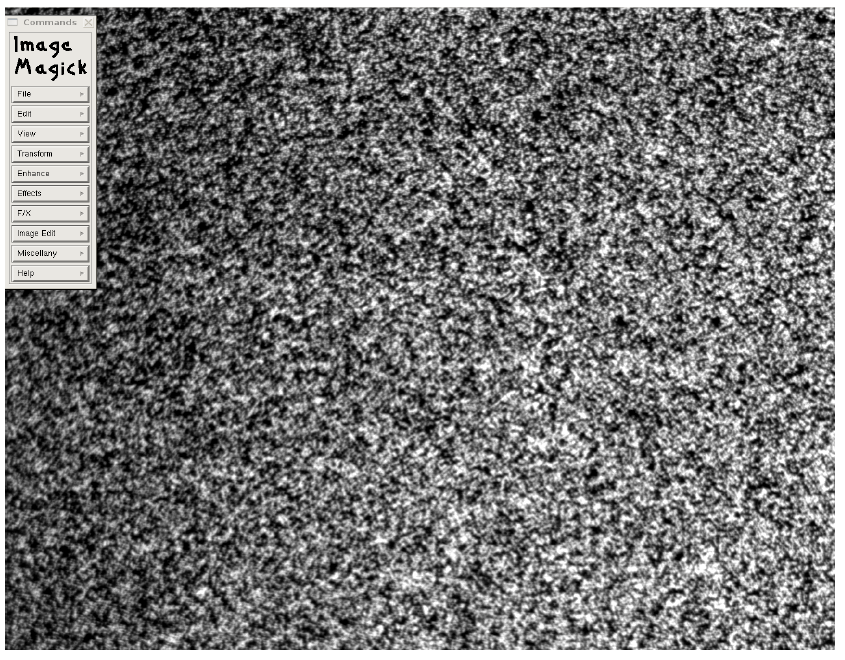 Commands
Image
Magick
File
Edit
View
Transform
Enhance
Effects
F/X
Image Edit
Miscellany
Help